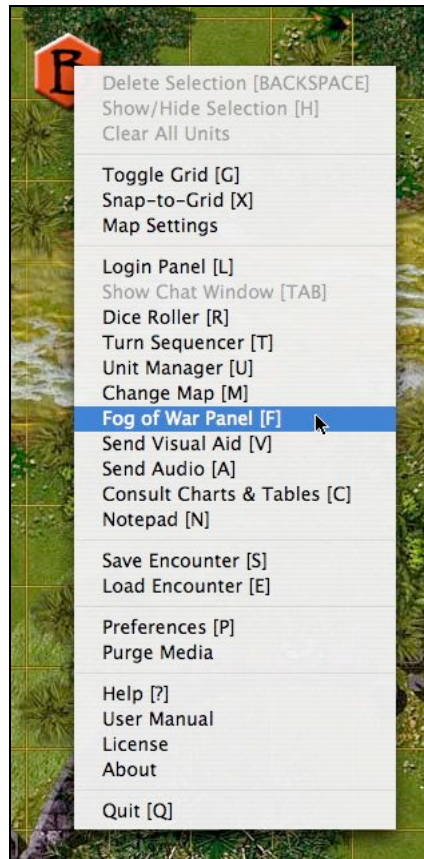 B
Delete Selection [BACKSPACE]
Show/Hide Selection [H]
Clear All Units
Toggle Grid [G]
Snap-to-Grid [X]
Map Settings
Login Panel [L]
Show Chat Window [TAB]
Dice Roller [R]
Turn Sequencer [T]
Unit Manager [U]
Change Map [M]
Fog of War Panel [F]
Send Visual Aid [V]
Send Audio [A]
Consult Charts & Tables [C]
Notepad [N]
Save Encounter [S]
Load Encounter [E]
Preferences [P]
Purge Media
Help [?]
User Manual
License
About
Quit [Q]